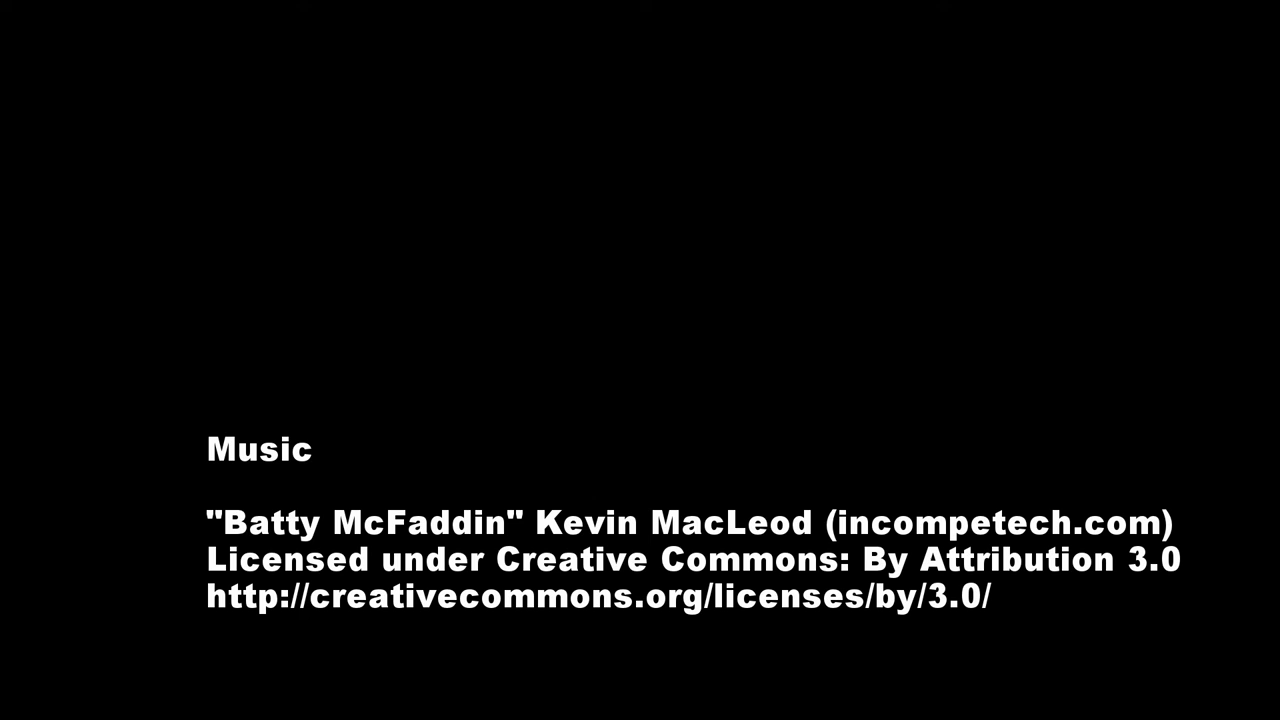 Music
"Batty McFaddin" Kevin MacLeod (incompetech.com)
Licensed under Creative Commons: By Attribution 3.0
http://creativecommons.org/licenses/by/3.0/